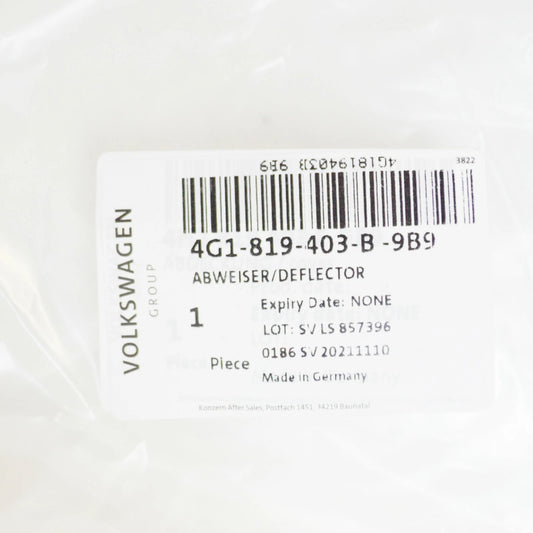 4G1819403B 9B9
3822
4G1-819-403-B -9B9
ABWEISER/DEFLECTOR
VOLKSWAGEN
GROUP
1
Piece
Expiry Date: NONE
LOT: SV LS 857396
0186 SV 20211110
Made in Germany
Konzern After Sales, Postfach 1451, 34219 Baunatal